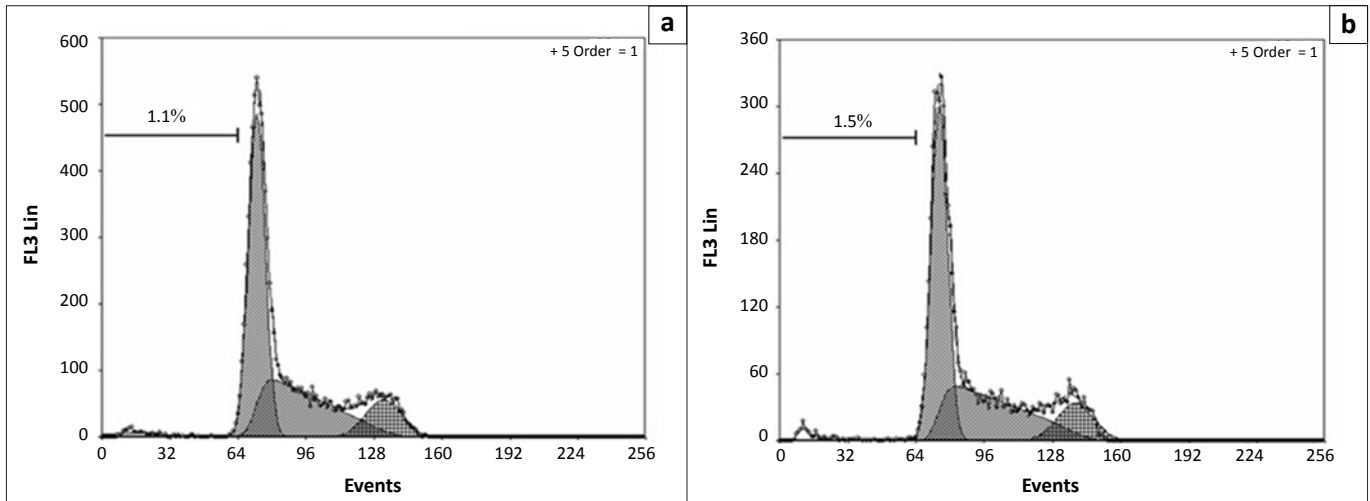 a
+ 5 Order = 1
600
500
400
300
200
100
0
1.1%
FL3 Lin
0 32 64 96 128 160 192 224 256
Events
b
+ 5 Order = 1
360
300
240
180
120
60
0
1.5%
FL3 Lin
0 32 64 96 128 160 192 224 256
Events